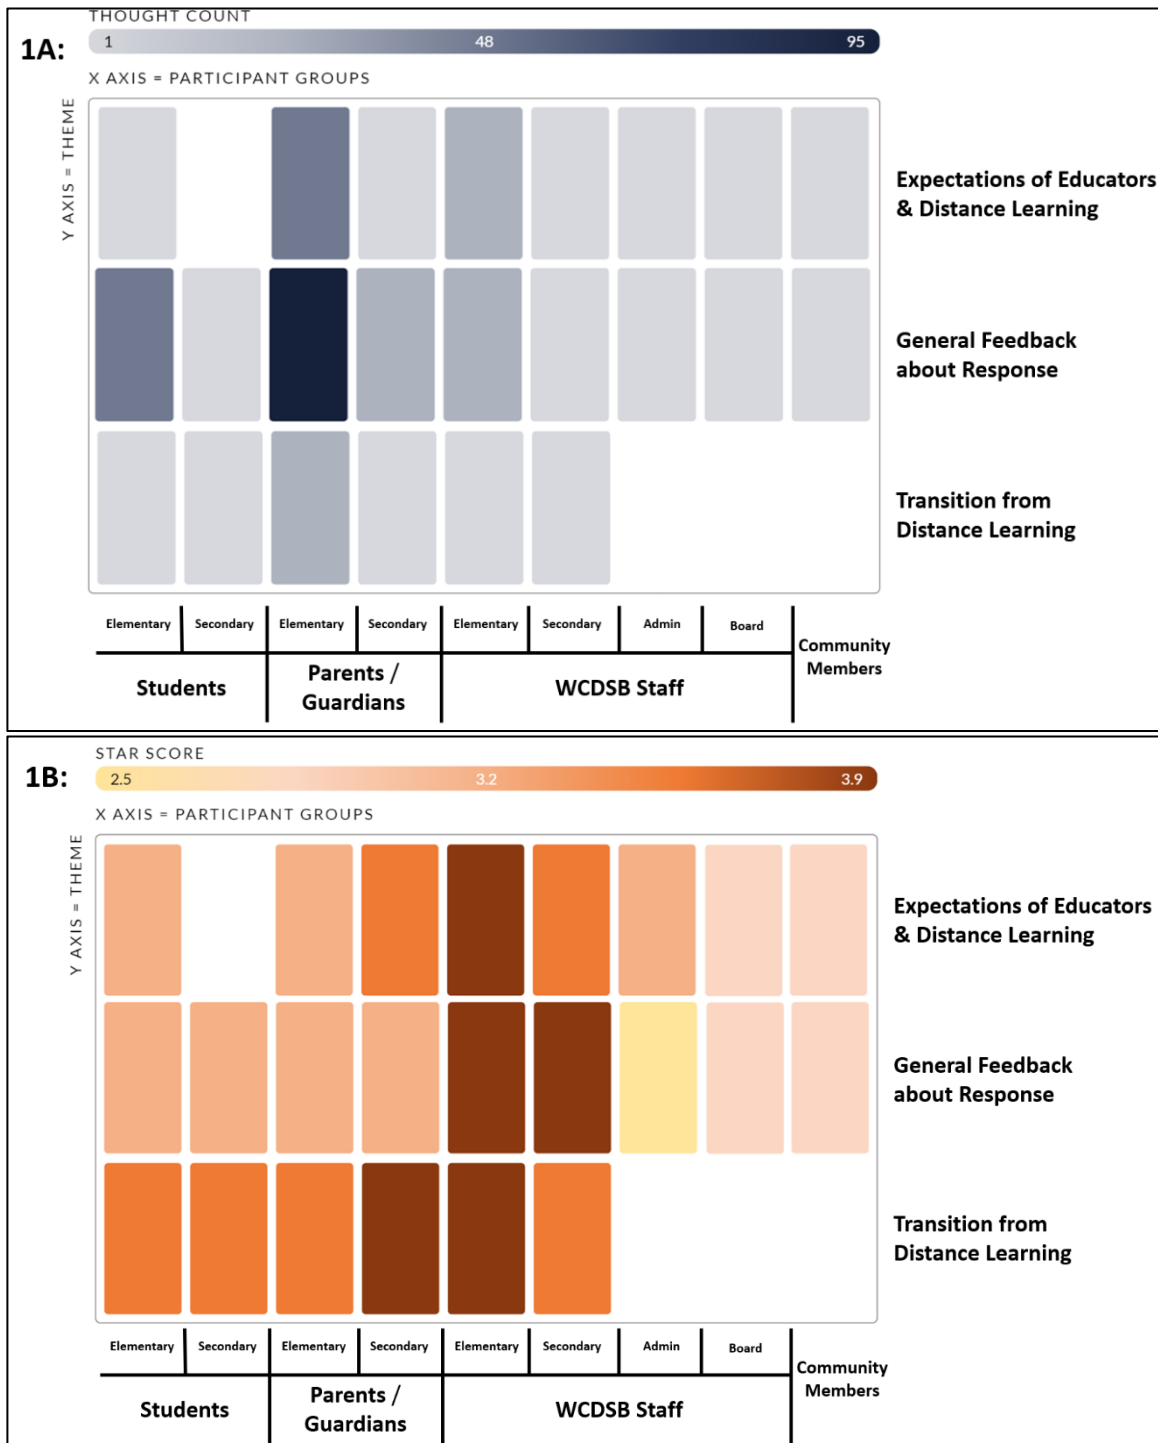 THOUGHT COUNT
1A:
1 48 95
X AXIS = PARTICIPANT GROUPS
Y AXIS = THEME
Expectations of Educators
& Distance Learning
General Feedback
about Response
Transition from
Distance Learning
Elementary Secondary Elementary Secondary Elementary Secondary Admin Board
Community
Members
Students
Parents /
Guardians
WCDSB Staff
STAR SCORE
1B:
2.5 3.2 3.9
X AXIS = PARTICIPANT GROUPS
Y AXIS = THEME
Expectations of Educators
& Distance Learning
General Feedback
about Response
Transition from
Distance Learning
Elementary Secondary Elementary Secondary Elementary Secondary Admin Board
Community
Members
Students
Parents /
Guardians
WCDSB Staff